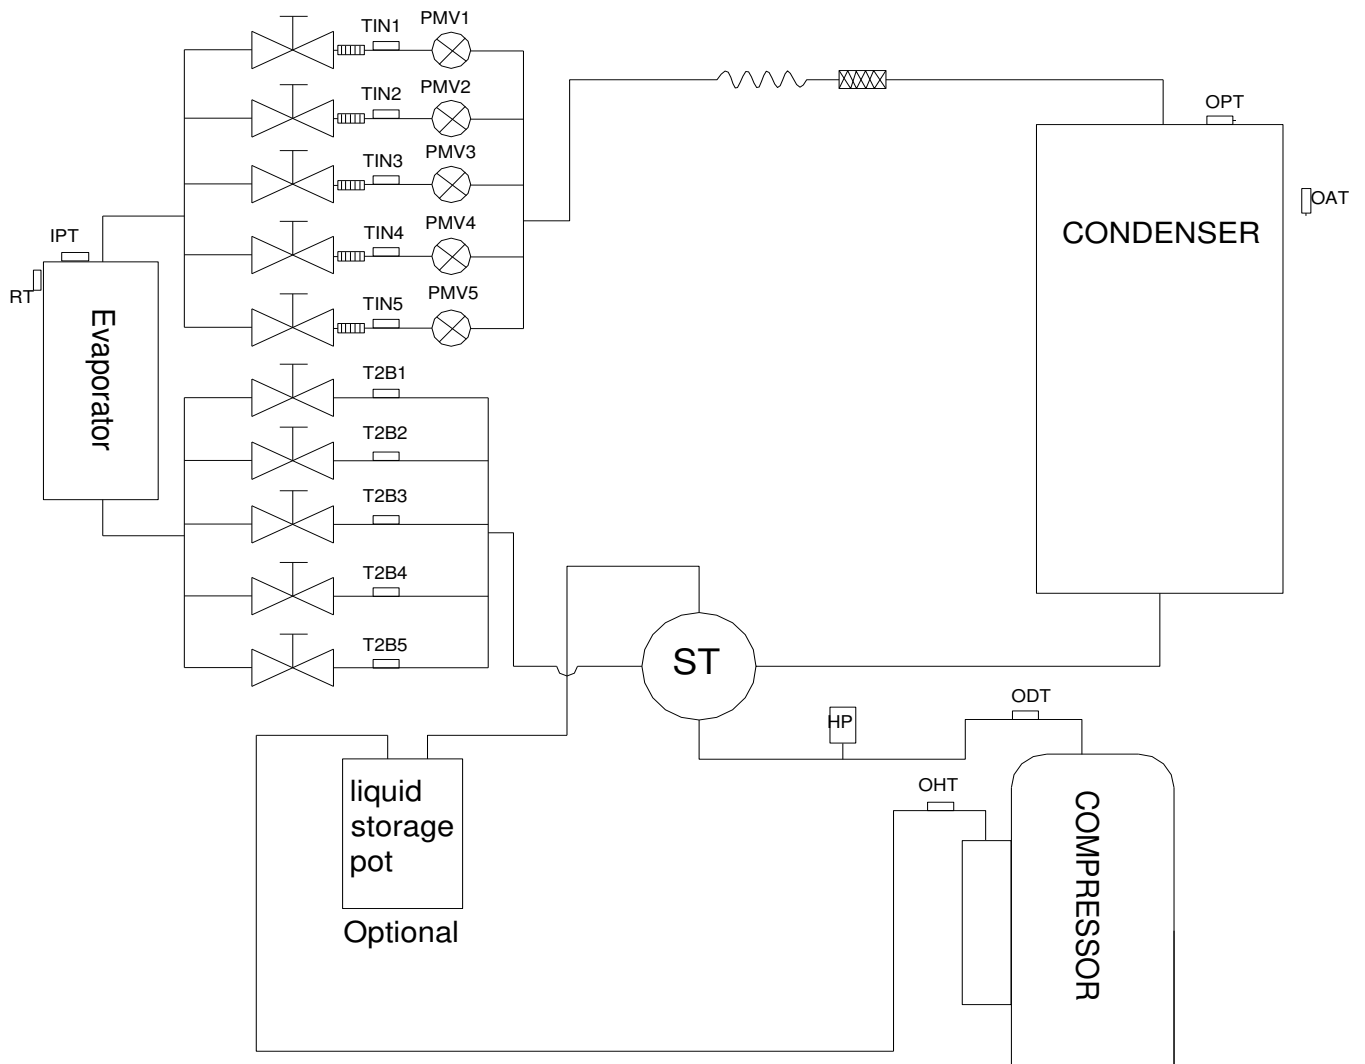 TIN1
PMV1
TIN2
PMV2
TIN3
PMV3
TIN4
PMV4
TIN5
PMV5
OPT
OAT
CONDENSER
IPT
RT
Evaporator
T2B1
T2B2
T2B3
T2B4
T2B5
ST
HP
ODT
OHT
COMPRESSOR
liquid
storage
pot
Optional